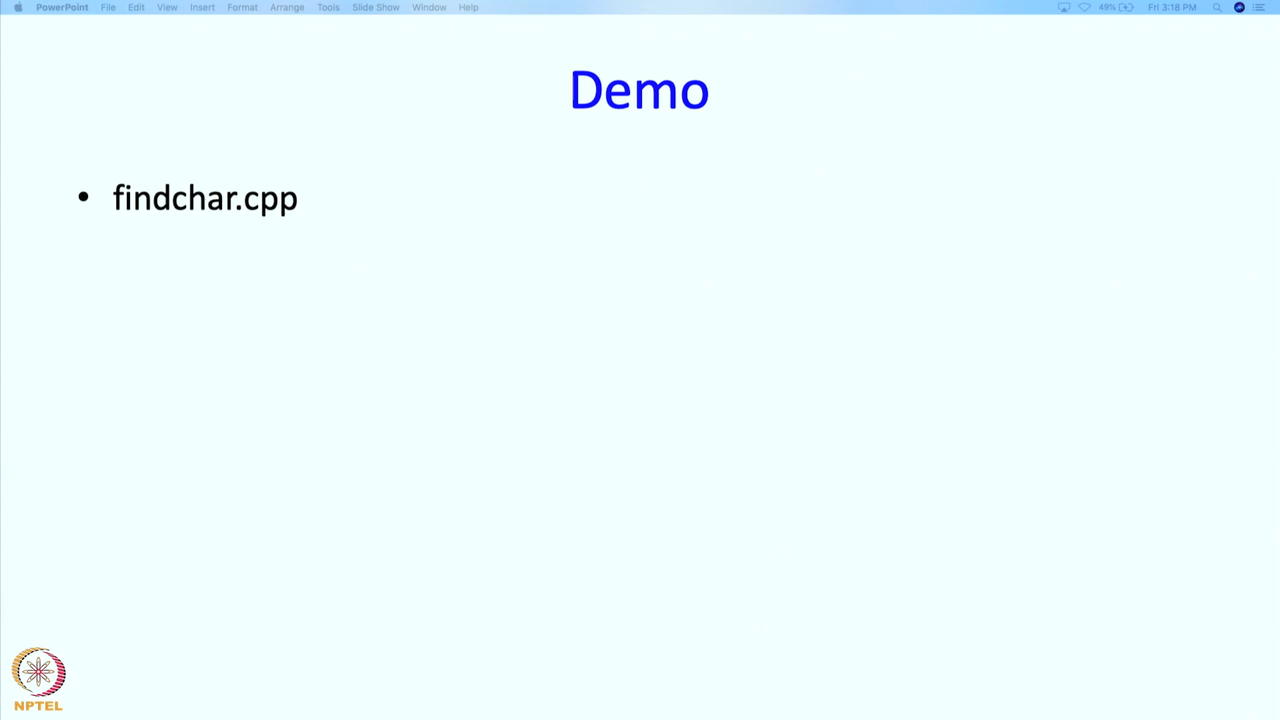 PowerPoint File Edit View Insert Format Arrange Tools Slide Show Window Help 49% Fri 3:18 PM
Demo
• findchar.cpp
NPTEL